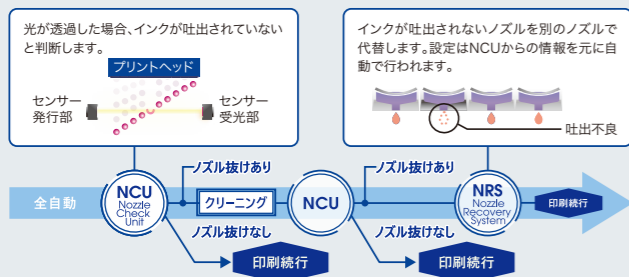 光が透過した場合、インクが吐出されていない
と判断します。
プリントヘッド
センサー
発行部
センサー
受光部
インクが吐出されないノズルを別のノズルで
代替します。設定はNCUからの情報を元に自
動で行われます。
吐出不良
全自動
NCU
Nozzle
Check
Unit
ノズル抜けあり
クリーニング
ノズル抜けなし
印刷続行
NCU
ノズル抜けあり
ノズル抜けなし
印刷続行
NRS
Nozzle
Recovery
System
印刷続行